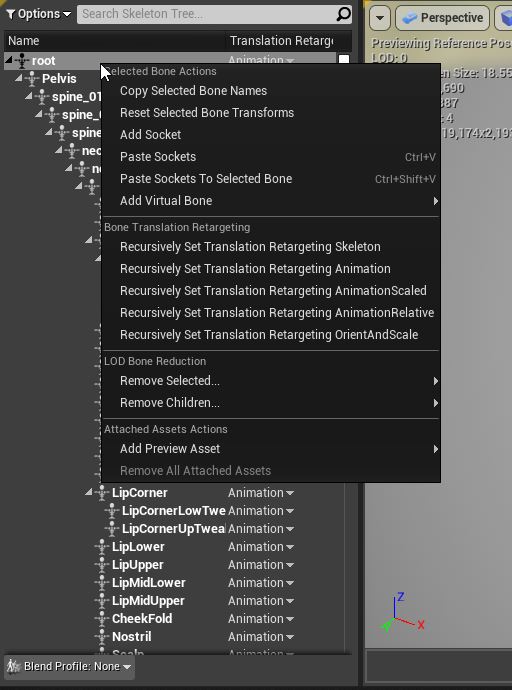 Options
Search Skeleton Tree...
Perspective
Name
Translation Retarge
Previewing Reference Pos
LOD: 0
root
Animation
en Size: 18.55
Selected Bone Actions
Pelvis
Copy Selected Bone Names
,690
spine_01
387
Reset Selected Bone Transforms
spine_
: 4
Add Socket
spine
19,174x2,193
Paste Sockets
Ctrl+V
nec
Paste Sockets To Selected Bone
Ctrl+Shift+V
Add Virtual Bone
Bone Translation Retargeting
Recursively Set Translation Retargeting Skeleton
Recursively Set Translation Retargeting Animation
Recursively Set Translation Retargeting AnimationScaled
Recursively Set Translation Retargeting AnimationRelative
Recursively Set Translation Retargeting OrientAndScale
LOD Bone Reduction
Remove Selected...
Remove Children...
Attached Assets Actions
Add Preview Asset
Remove All Attached Assets
LipCorner
Animation
LipCornerLowTwe
Animation
LipCornerUpTweal
Animation
LipLower
Animation
LipUpper
Animation
LipMidLower
Animation
LipMidUpper
Animation
CheekFold
Animation
Nostril
Animation
Scalp
Animation
Z
X
Blend Profile: None